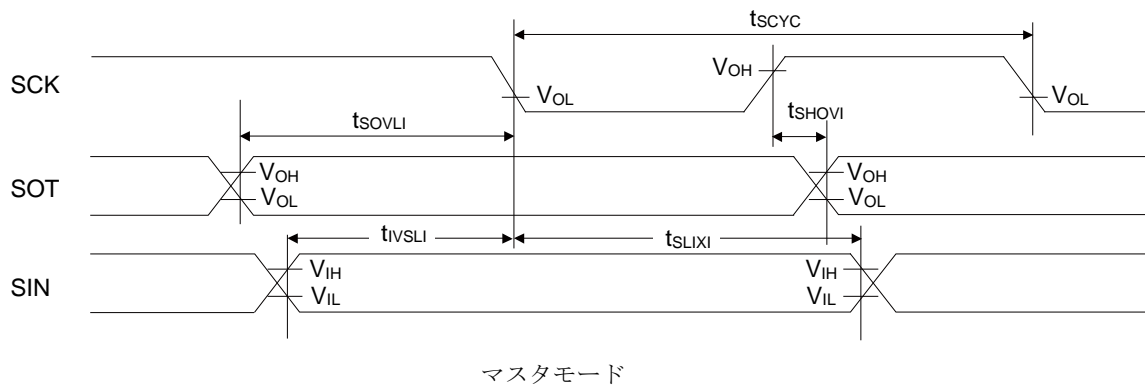 tSCYC
SCK
VOH
VOL
VOL
tSOVLI
tSHOVI
SOT
VOH
VOL
VOH
VOL
tIVSLI
tSLIXI
SIN
VIH
VIL
VIH
VIL
マスタモード